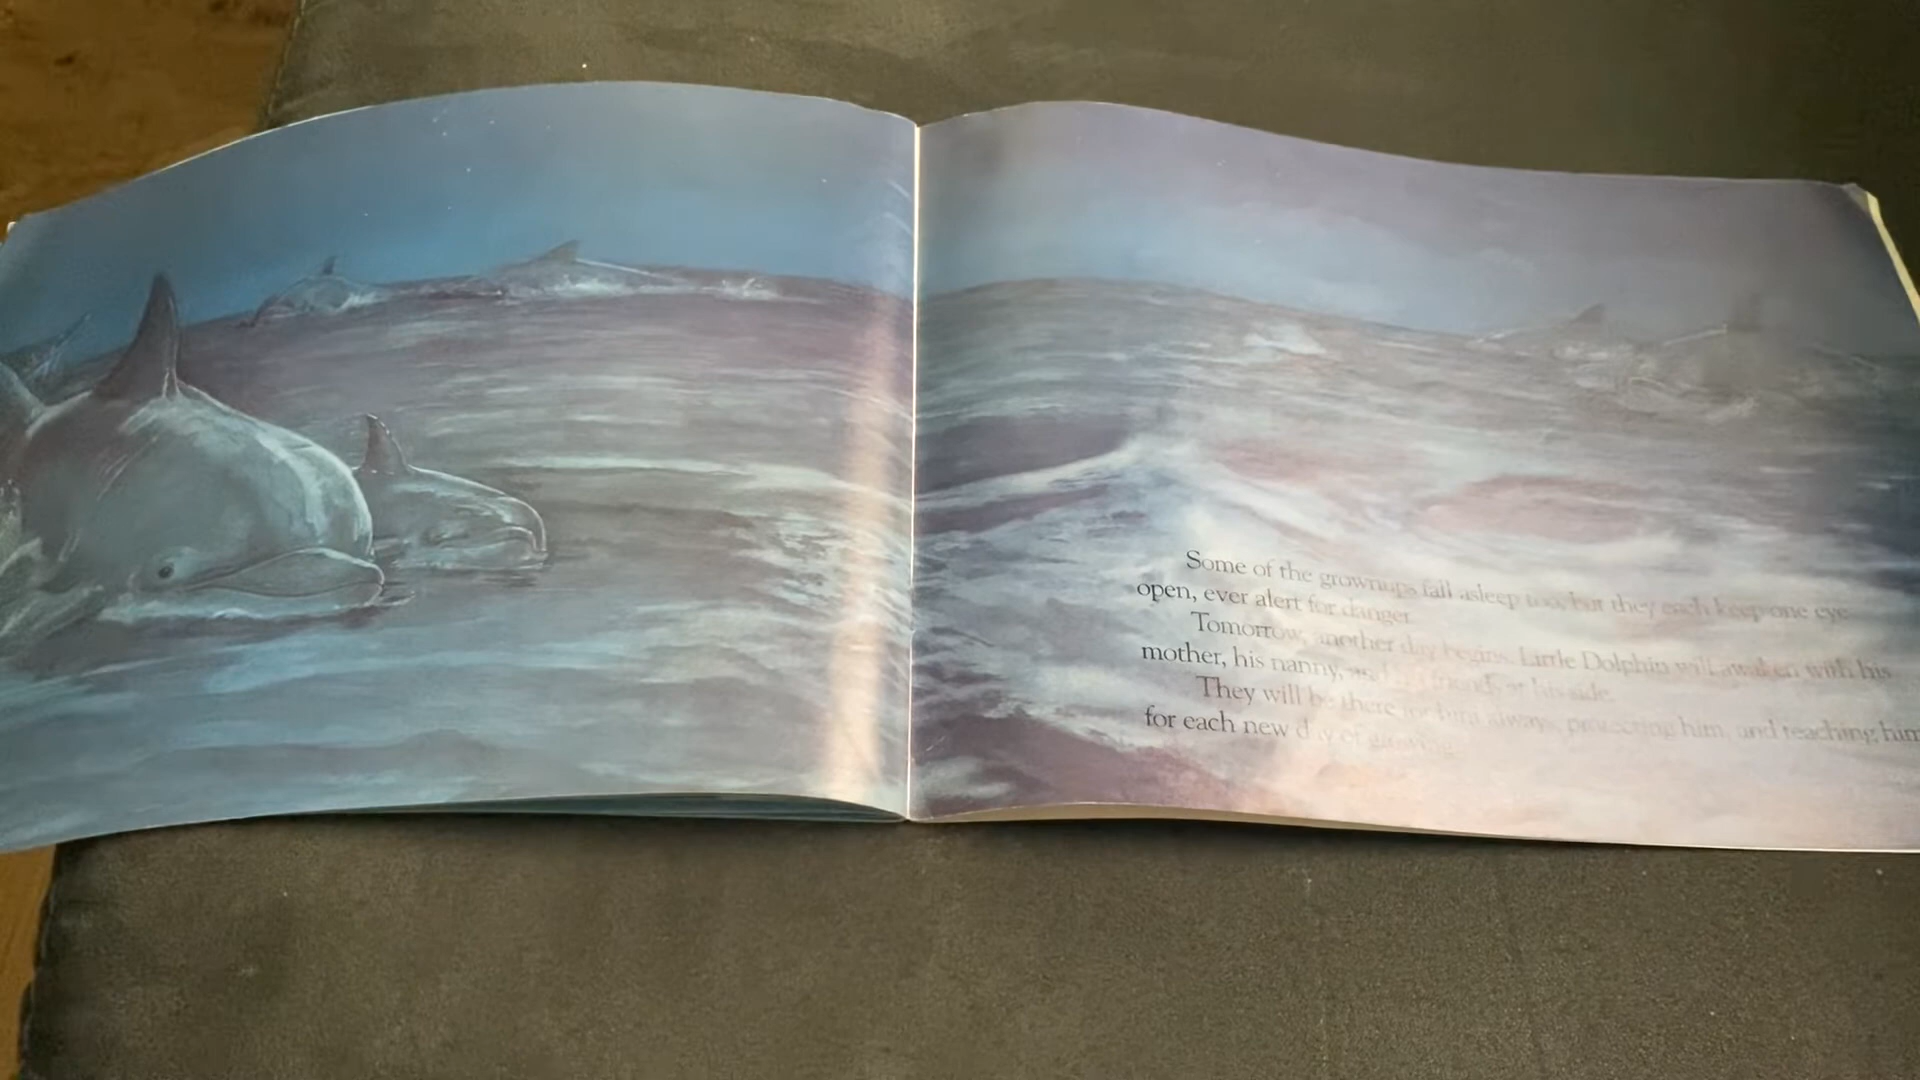 Some of the grownups fall asleep too, but they each keep one eye
open, ever alert for danger.
Tomorrow, another day begins. Little Dolphin will awaken with his
mother, his nanny, and his friends at his side.
They will be there for him always, protecting him, and teaching him
for each new day of growing.